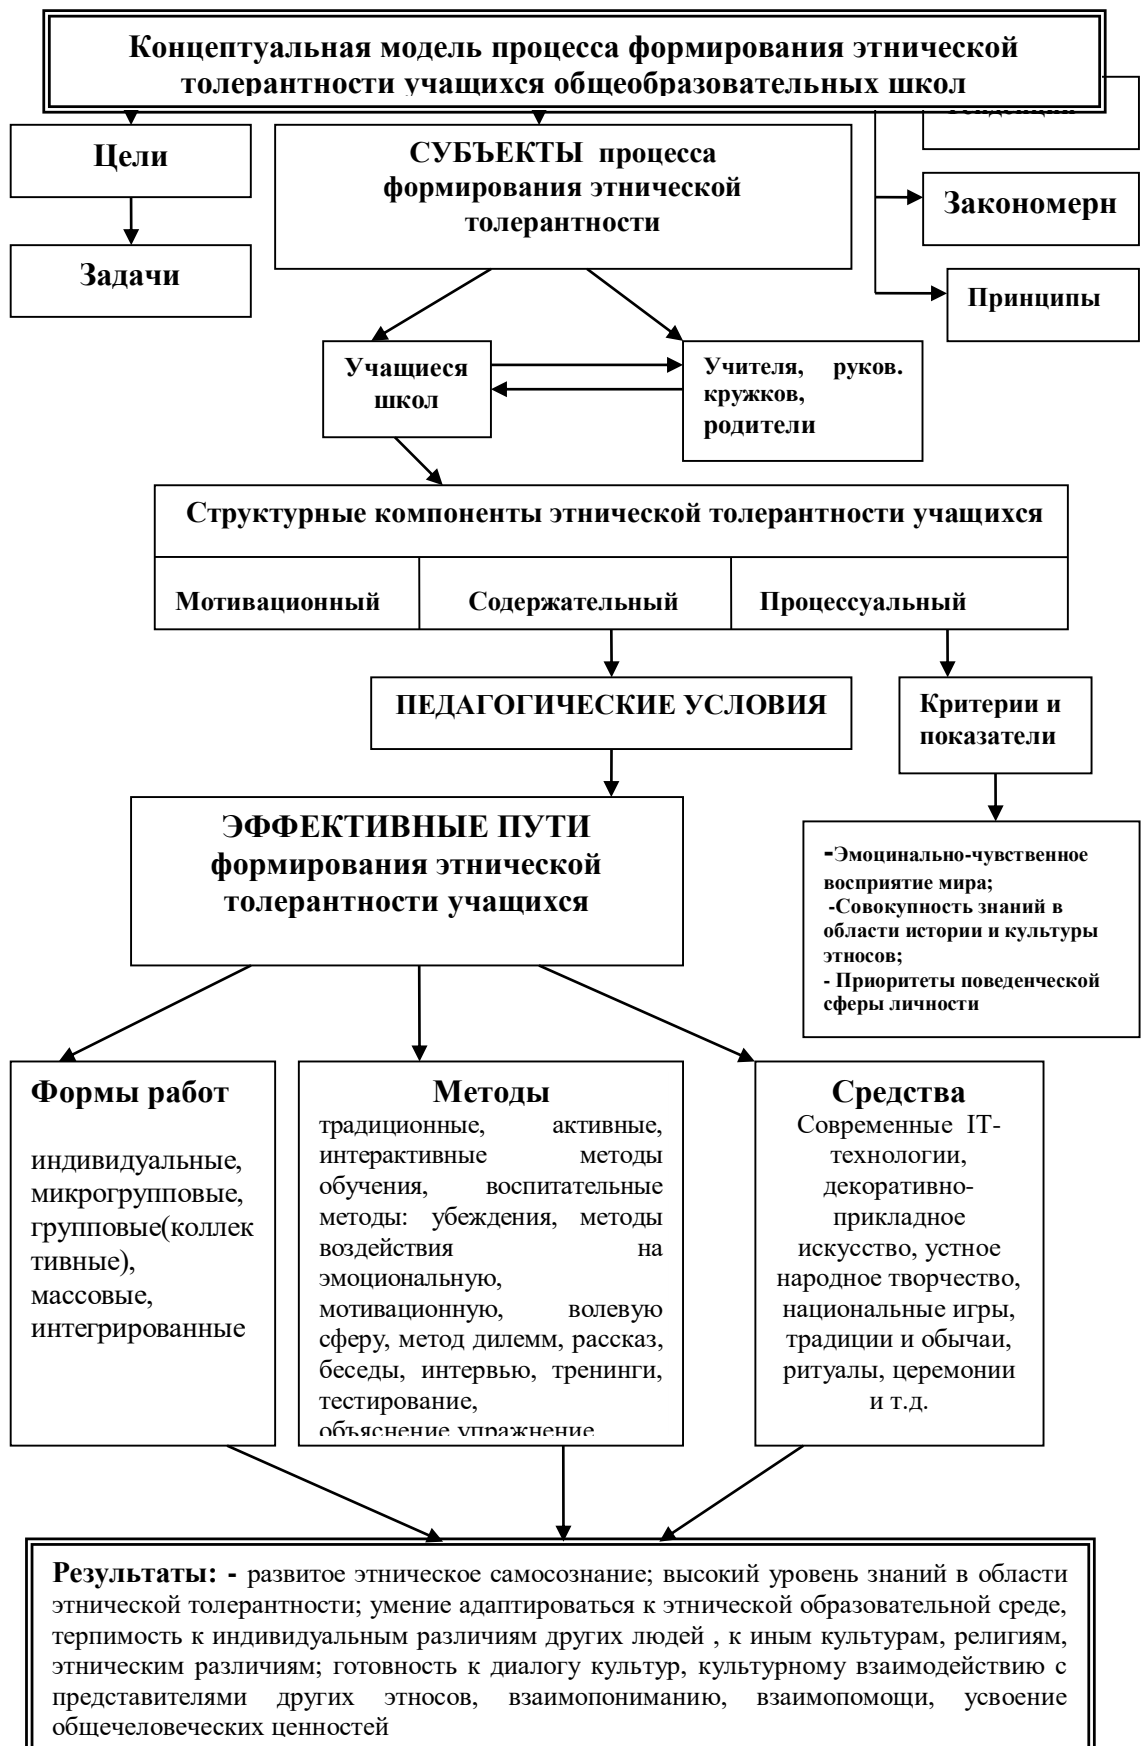 Концептуальная модель процесса формирования этнической
толерантности учащихся общеобразовательных школ
Цели
СУБЪЕКТЫ процесса
формирования этнической
толерантности
Закономерн
Задачи
Принципы
Учащиеся
школ
Учителя, руков.
кружков,
родители
Структурные компоненты этнической толерантности учащихся
Мотивационный
Содержательный
Процессуальный
ПЕДАГОГИЧЕСКИЕ УСЛОВИЯ
Критерии и
показатели
ЭФФЕКТИВНЫЕ ПУТИ
формирования этнической
толерантности учащихся
-Эмоцинально-чувственное
восприятие мира;
-Совокупность знаний в
области истории и культуры
этносов;
- Приоритеты поведенческой
сферы личности
Формы работ
индивидуальные,
микрогрупповые,
групповые(коллек
тивные),
массовые,
интегрированные
Методы
традиционные, активные,
интерактивные методы
обучения, воспитательные
методы: убеждения, методы
воздействия на
эмоциональную,
мотивационную, волевую
сферу, метод дилемм, рассказ,
беседы, интервью, тренинги,
тестирование,
объяснение упражнение
Средства
Современные IT-
технологии,
декоративно-
прикладное
искусство, устное
народное творчество,
национальные игры,
традиции и обычаи,
ритуалы, церемонии
и т.д.
Результаты: - развитое этническое самосознание; высокий уровень знаний в области
этнической толерантности; умение адаптироваться к этнической образовательной среде,
терпимость к индивидуальным различиям других людей , к иным культурам, религиям,
этническим различиям; готовность к диалогу культур, культурному взаимодействию с
представителями других этносов, взаимопониманию, взаимопомощи, усвоение
общечеловеческих ценностей